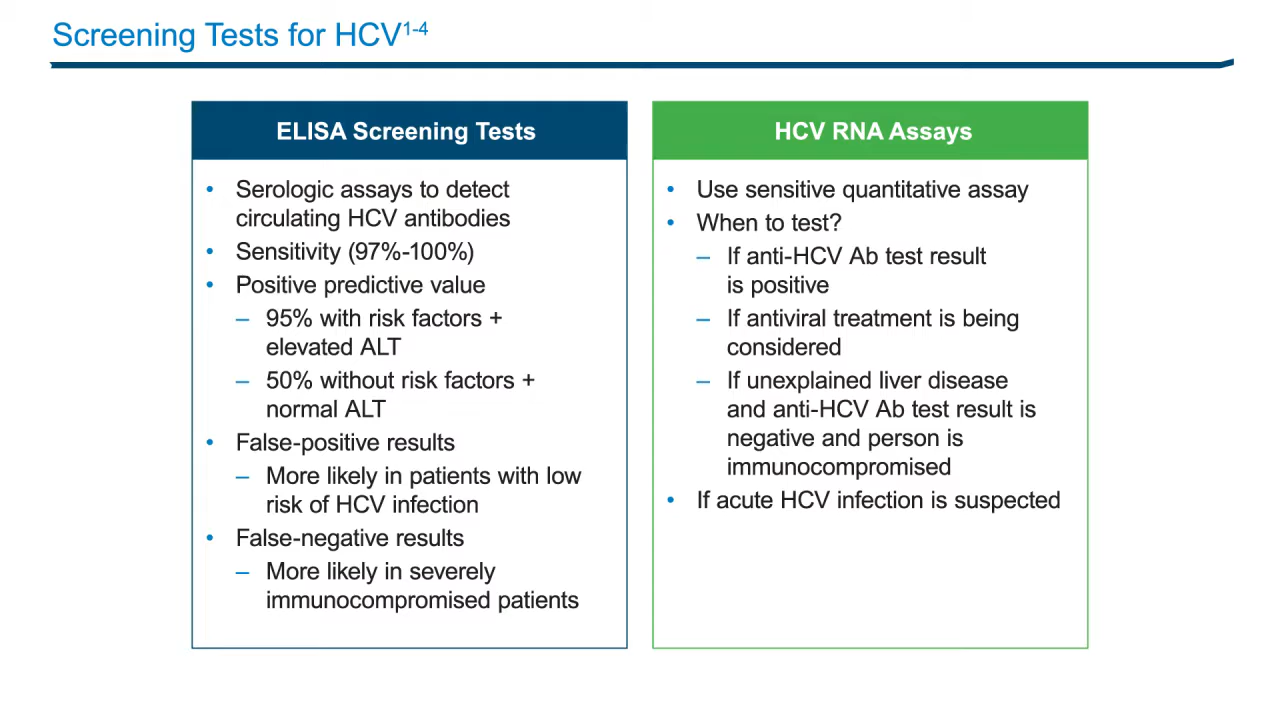 Screening Tests for HCV1-4
ELISA Screening Tests
• Serologic assays to detect
circulating HCV antibodies
• Sensitivity (97%-100%)
• Positive predictive value
– 95% with risk factors +
elevated ALT
– 50% without risk factors +
normal ALT
• False-positive results
– More likely in patients with low
risk of HCV infection
• False-negative results
– More likely in severely
immunocompromised patients
HCV RNA Assays
• Use sensitive quantitative assay
• When to test?
– If anti-HCV Ab test result
is positive
– If antiviral treatment is being
considered
– If unexplained liver disease
and anti-HCV Ab test result is
negative and person is
immunocompromised
• If acute HCV infection is suspected